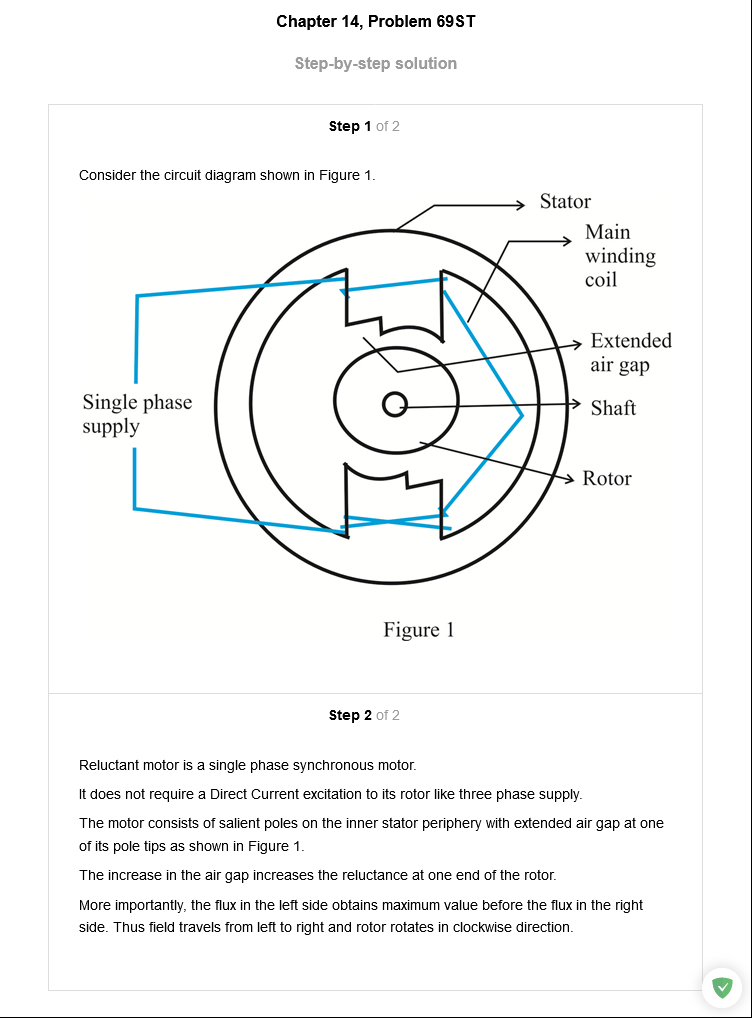 Chapter 14, Problem 69ST
Step-by-step solution
Step 1 of 2
Consider the circuit diagram shown in Figure 1.
Stator
Main
winding
coil
Extended
air gap
Single phase
supply
Shaft
Rotor
Figure 1
Step 2 of 2
Reluctant motor is a single phase synchronous motor.
It does not require a Direct Current excitation to its rotor like three phase supply.
The motor consists of salient poles on the inner stator periphery with extended air gap at one
of its pole tips as shown in Figure 1.
The increase in the air gap increases the reluctance at one end of the rotor.
More importantly, the flux in the left side obtains maximum value before the flux in the right
side. Thus field travels from left to right and rotor rotates in clockwise direction.